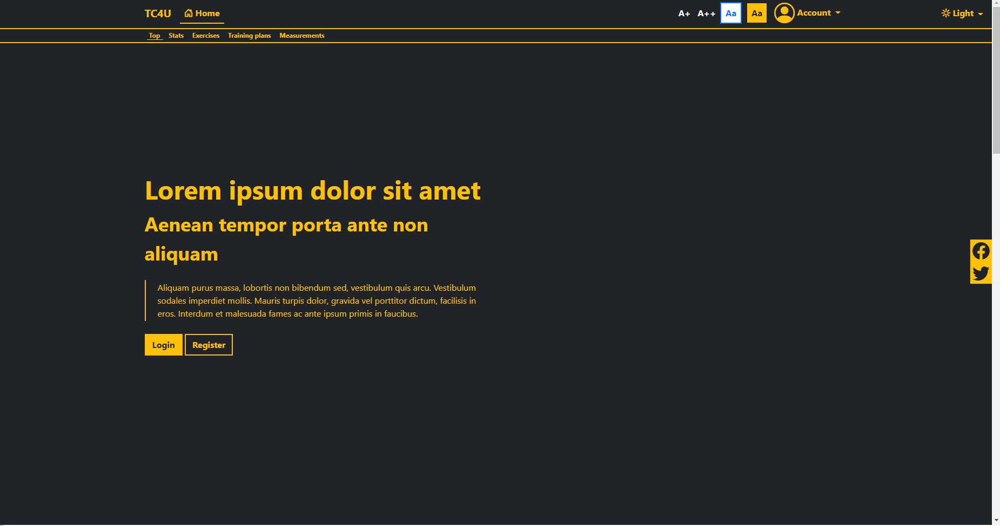 TC4U Home A+ A++ Aa Aa Account Light
Top Stats Exercises Training plans Measurements
Lorem ipsum dolor sit amet
Aenean tempor porta ante non
aliquam
Aliquam purus massa, lobortis non bibendum sed, vestibulum quis arcu. Vestibulum
sodales imperdiet mollis. Mauris turpis dolor, gravida vel porttitor dictum, facilisis in
eros. Interdum et malesuada fames ac ante ipsum primis in faucibus.
Login Register